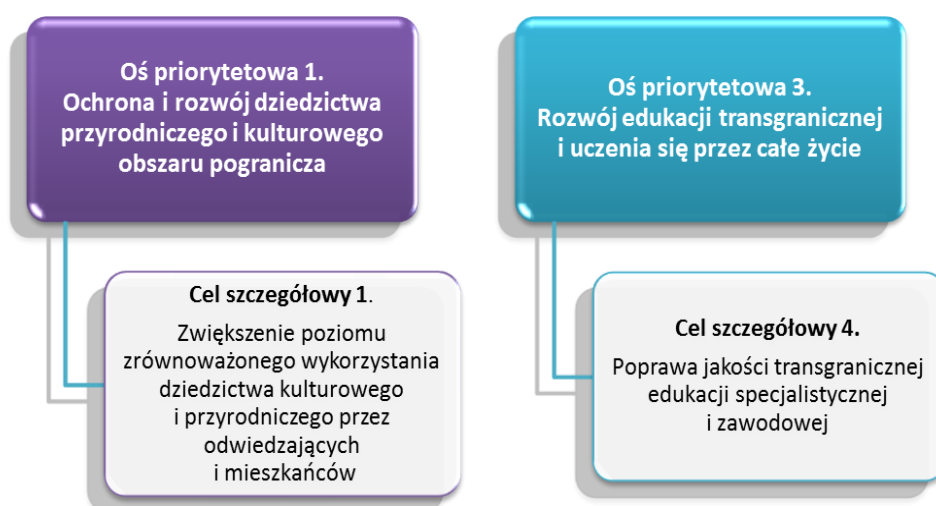 Oś priorytetowa 1.
Ochrona i rozwój dziedzictwa
przyrodniczego i kulturowego
obszaru pogranicza
Cel szczegółowy 1.
Zwiększenie poziomu
zrównoważonego wykorzystania
dziedzictwa kulturowego
i przyrodniczego przez
odwiedzających
i mieszkańców
Oś priorytetowa 3.
Rozwój edukacji transgranicznej
i uczenia się przez całe życie
Cel szczegółowy 4.
Poprawa jakości transgranicznej
edukacji specjalistycznej
i zawodowej